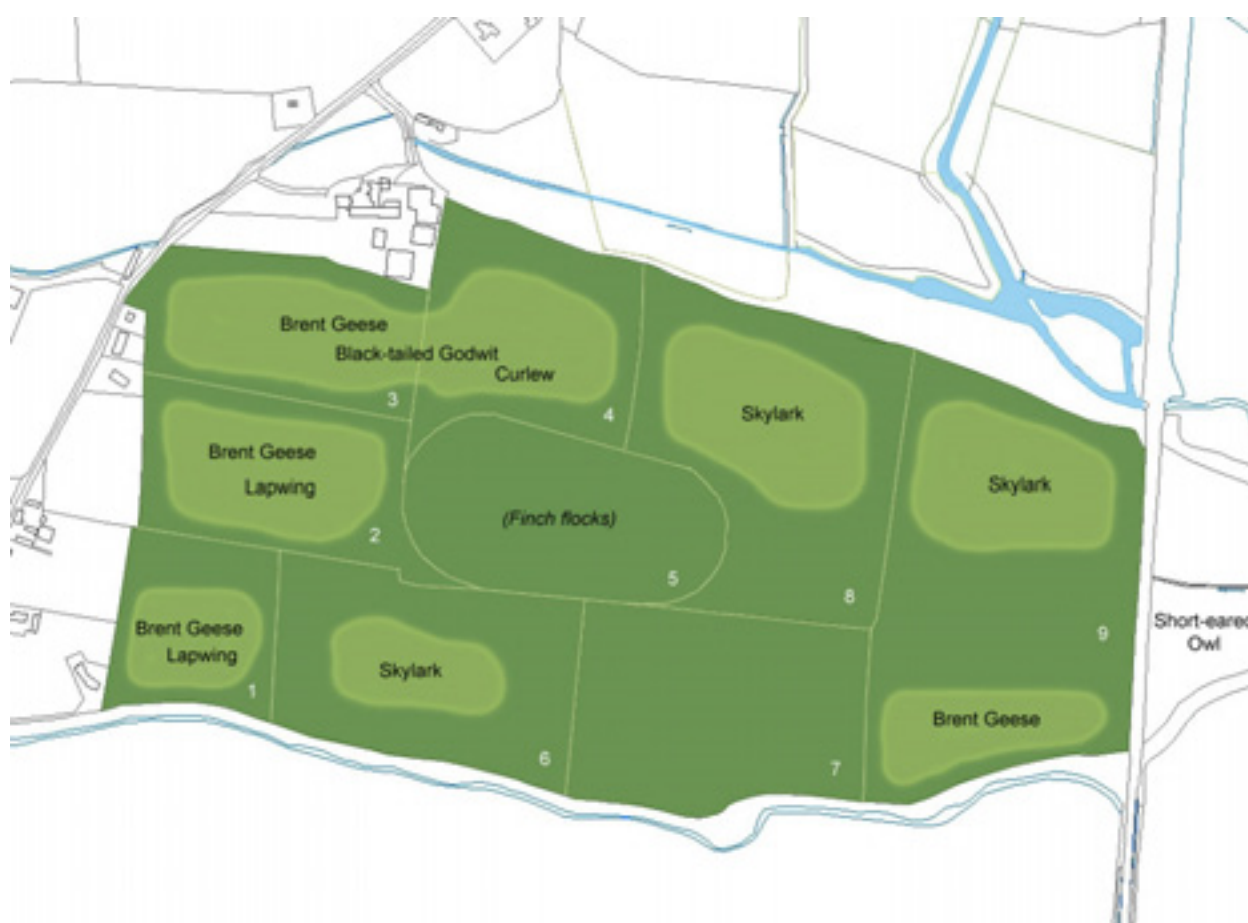 Brent Geese
Black-tailed Godwit
Curlew
3
4
Skylark
Brent Geese
Lapwing
2
Skylark
(Finch flocks)
5
8
Brent Geese
Lapwing
1
Skylark
6
7
9
Short-eared
Owl
Brent Geese